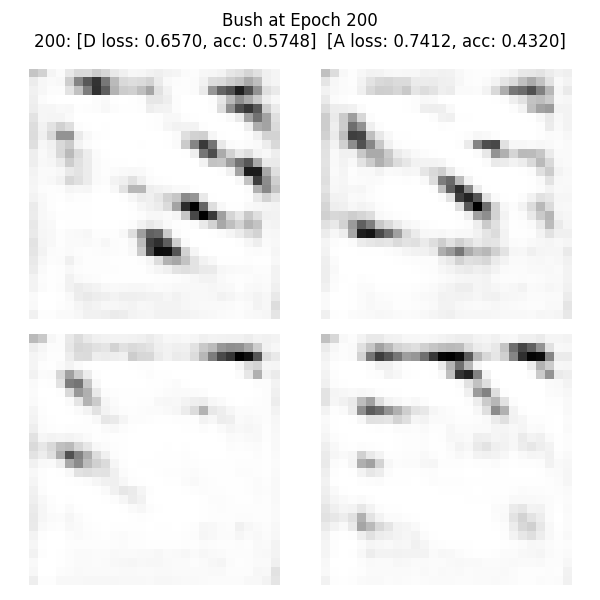 Bush at Epoch 200
200: [D loss: 0.6570, acc: 0.5748]  [A loss: 0.7412, acc: 0.4320]